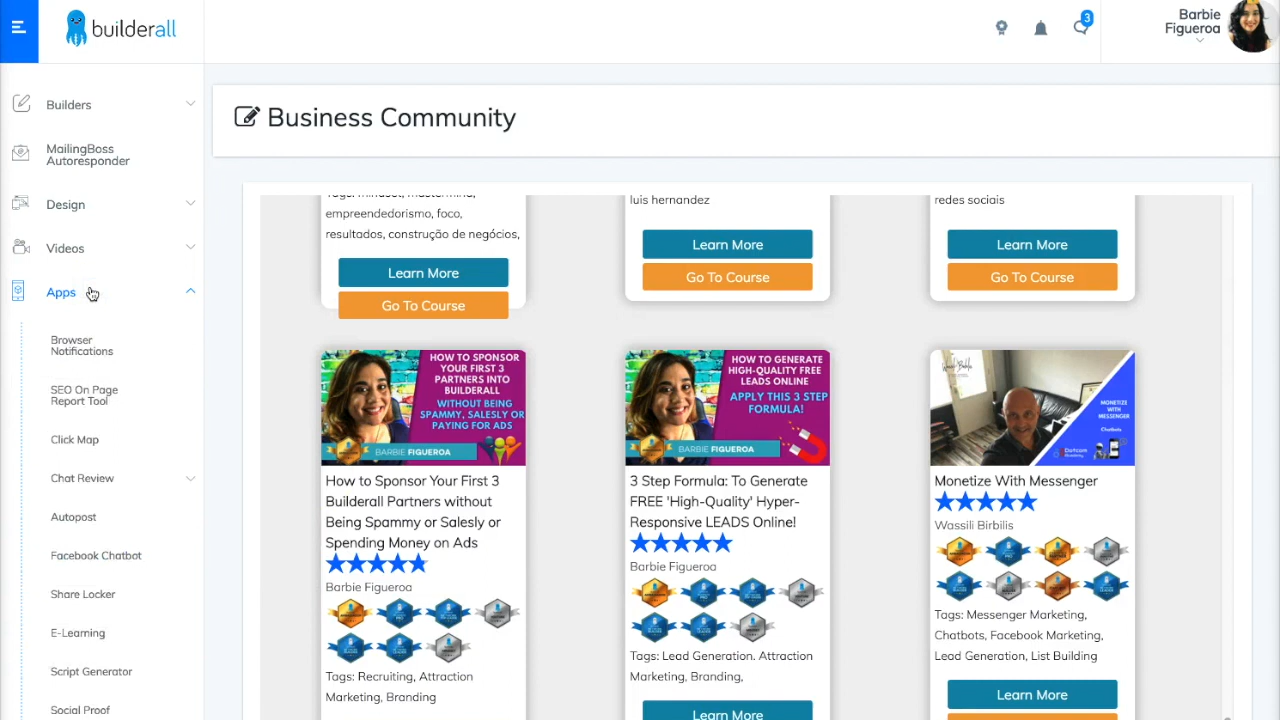 builderall
3
Barbie
Figueroa
Builders
MailingBoss
Autoresponder
Design
Videos
Apps
Browser
Notifications
SEO On Page
Report Tool
Click Map
Chat Review
Autopost
Facebook Chatbot
Share Locker
E-Learning
Script Generator
Social Proof
Business Community
Tags: mindset, mastermind,
empreendedorismo, foco,
resultados, construção de negócios,
Learn More
Go To Course
luis hernandez
Learn More
Go To Course
redes sociais
Learn More
Go To Course
HOW TO SPONSOR
YOUR FIRST 3
PARTNERS INTO
BUILDERALL
WITHOUT BEING
SPAMMY, SALESLY OR
PAYING FOR ADS
BARBIE FIGUEROA
How to Sponsor Your First 3
Builderall Partners without
Being Spammy or Salesly or
Spending Money on Ads
Barbie Figueroa
Tags: Recruiting, Attraction
Marketing, Branding
HOW TO GENERATE
HIGH-QUALITY FREE
LEADS ONLINE
APPLY THIS 3 STEP
FORMULA!
BARBIE FIGUEROA
3 Step Formula: To Generate
FREE 'High-Quality' Hyper-
Responsive LEADS Online!
Barbie Figueroa
Tags: Lead Generation. Attraction
Marketing, Branding,
Learn More
MONETIZE
WITH
MESSENGER
Chatbots
Monetize With Messenger
Wassili Birbilis
Tags: Messenger Marketing,
Chatbots, Facebook Marketing,
Lead Generation, List Building
Learn More